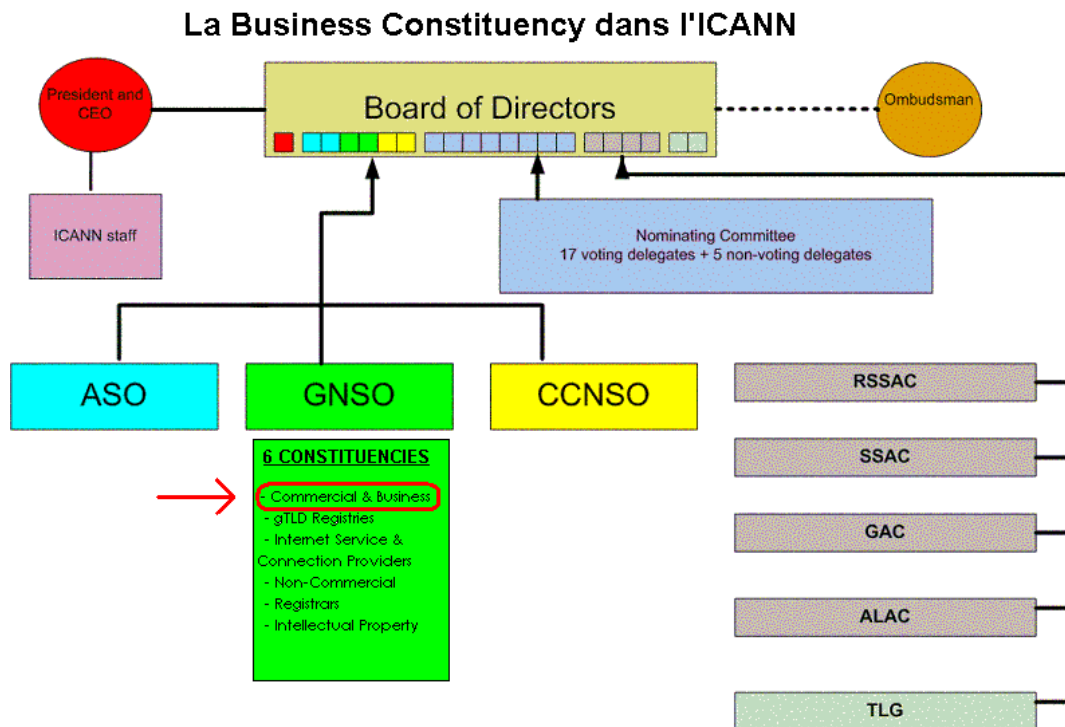 La Business Constituency dans l'ICANN
President and
CEO
Board of Directors
Ombudsman
ICANN staff
Nominating Committee
17 voting delegates + 5 non-voting delegates
ASO
GNSO
CCNSO
6 CONSTITUENCIES
- Commercial & Business
- gTLD Registries
- Internet Service &
Connection Providers
- Non-Commercial
- Registrars
- Intellectual Property
RSSAC
SSAC
GAC
ALAC
TLG